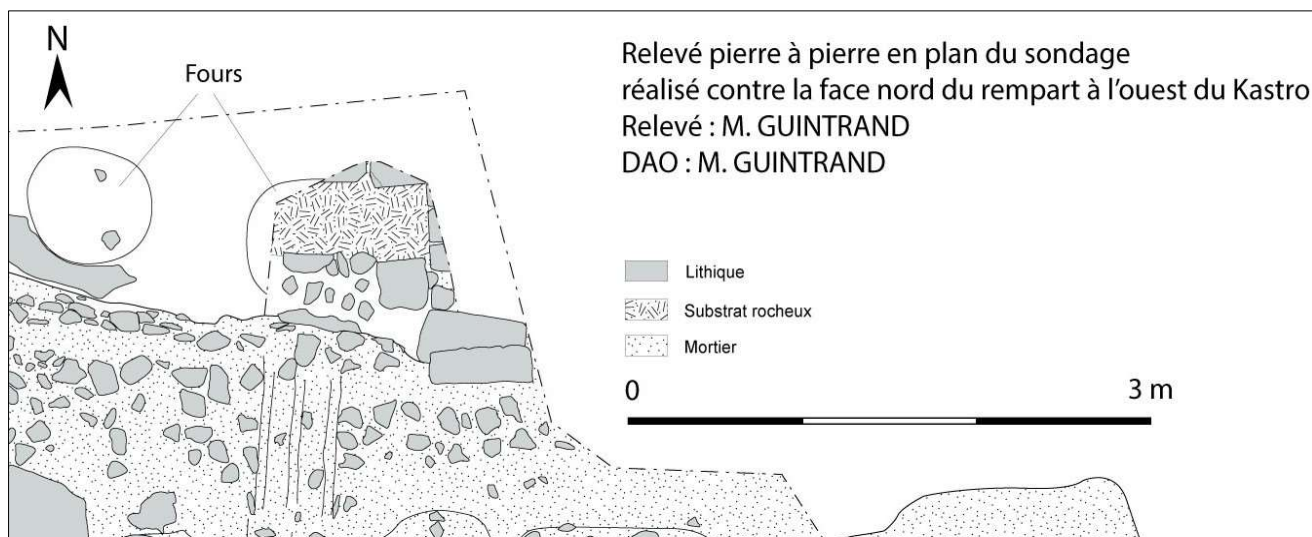 N
Fours
Relevé pierre à pierre en plan du sondage
réalisé contre la face nord du rempart à l'ouest du Kastro
Relevé : M. GUINTRAND
DAO : M. GUINTRAND
Lithique
Substrat rocheux
Mortier
0 3 m